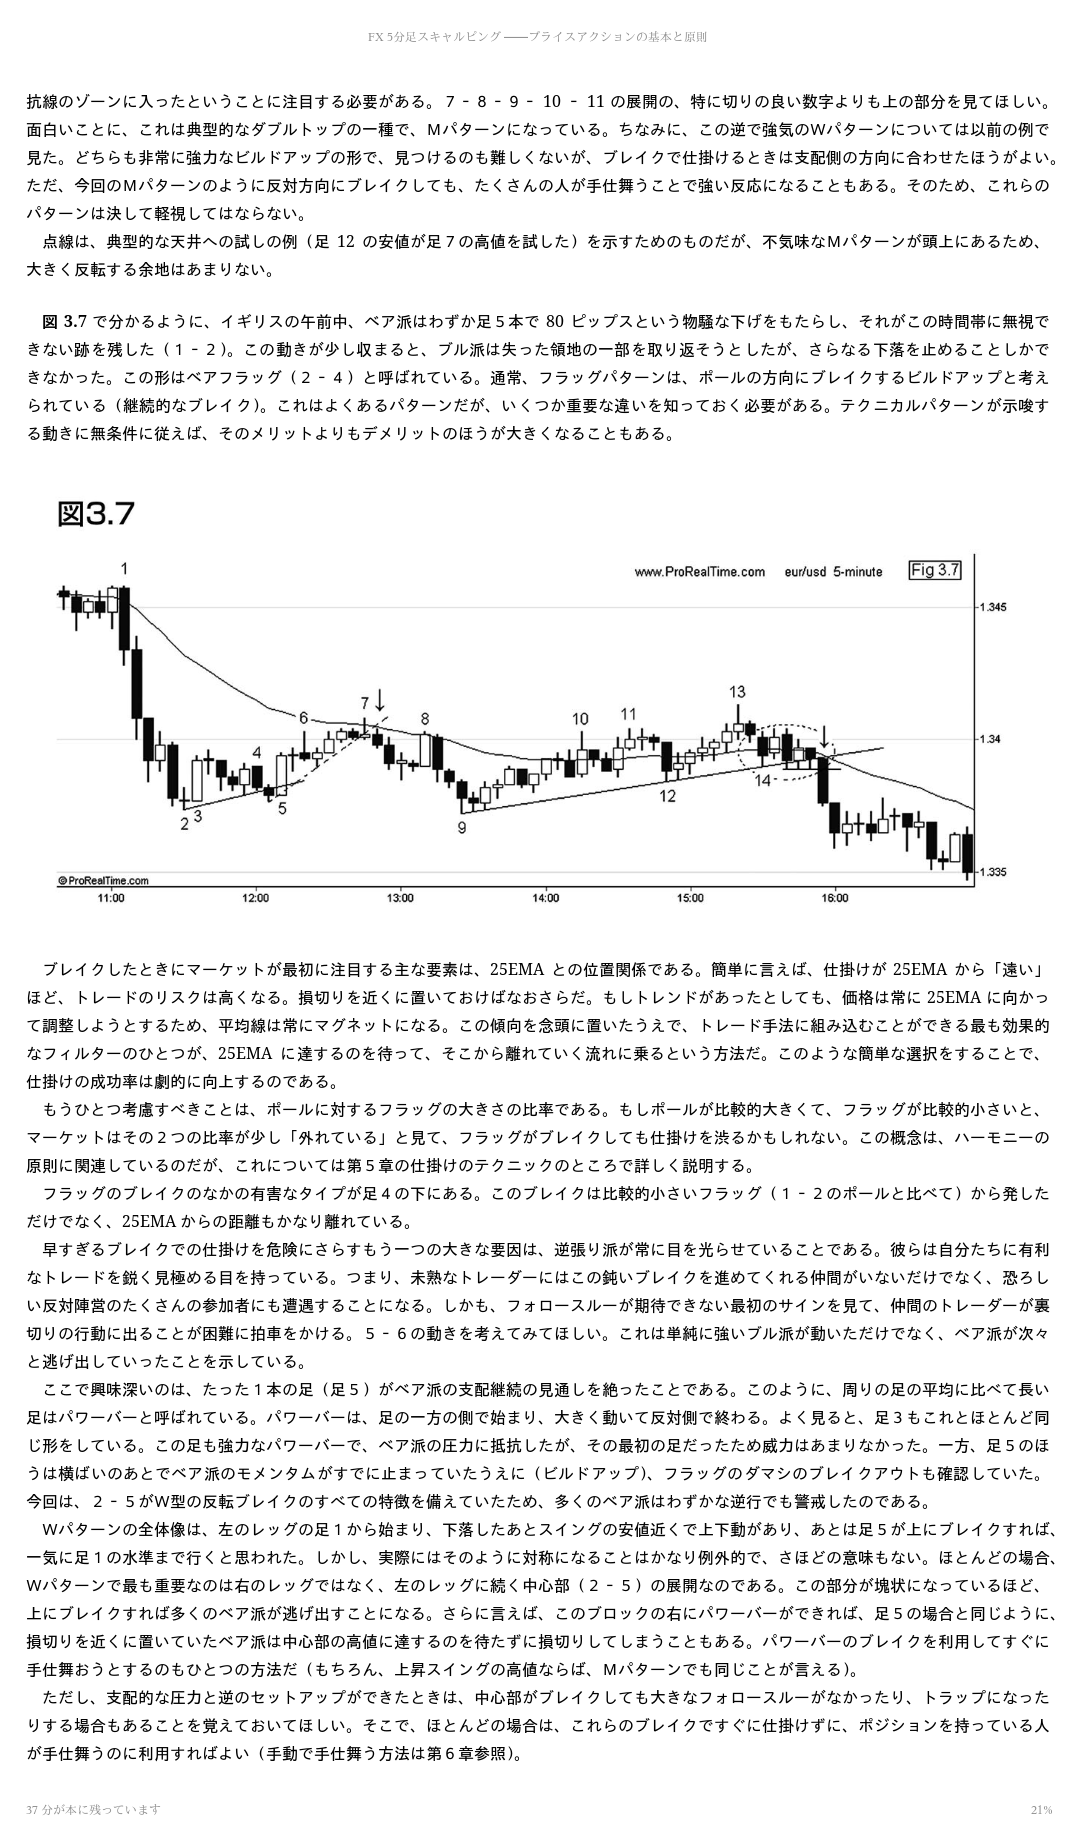 FX 5分足スキャルピング ――プライスアクションの基本と原則
抗線のゾーンに入ったということに注目する必要がある。７‐８‐９‐ 10 ‐ 11 の展開の、特に切りの良い数字よりも上の部分を見てほしい。
面白いことに、これは典型的なダブルトップの一種で、Ｍパターンになっている。ちなみに、この逆で強気のＷパターンについては以前の例で
見た。どちらも非常に強力なビルドアップの形で、見つけるのも難しくないが、ブレイクで仕掛けるときは支配側の方向に合わせたほうがよい。
ただ、今回のＭパターンのように反対方向にブレイクしても、たくさんの人が手仕舞うことで強い反応になることもある。そのため、これらの
パターンは決して軽視してはならない。
点線は、典型的な天井への試しの例（足 12 の安値が足７の高値を試した）を示すためのものだが、不気味なＭパターンが頭上にあるため、
大きく反転する余地はあまりない。
図 3.7 で分かるように、イギリスの午前中、ベア派はわずか足５本で 80 ピップスという物騒な下げをもたらし、それがこの時間帯に無視で
きない跡を残した（１‐２）。この動きが少し収まると、ブル派は失った領地の一部を取り返そうとしたが、さらなる下落を止めることしかで
きなかった。この形はベアフラッグ（２‐４）と呼ばれている。通常、フラッグパターンは、ポールの方向にブレイクするビルドアップと考え
られている（継続的なブレイク）。これはよくあるパターンだが、いくつか重要な違いを知っておく必要がある。テクニカルパターンが示唆す
る動きに無条件に従えば、そのメリットよりもデメリットのほうが大きくなることもある。
図3.7
1
www.ProRealTime.com eur/usd 5-minute Fig 3.7
1.345
13
7
6
8
10
11
1.34
4
14
12
5
3
2
9
1.335
©ProRealTime.com
11:00 12:00 13:00 14:00 15:00 16:00
ブレイクしたときにマーケットが最初に注目する主な要素は、25EMA との位置関係である。簡単に言えば、仕掛けが 25EMA から「遠い」
ほど、トレードのリスクは高くなる。損切りを近くに置いておけばなおさらだ。もしトレンドがあったとしても、価格は常に 25EMA に向かっ
て調整しようとするため、平均線は常にマグネットになる。この傾向を念頭に置いたうえで、トレード手法に組み込むことができる最も効果的
なフィルターのひとつが、25EMA に達するのを待って、そこから離れていく流れに乗るという方法だ。このような簡単な選択をすることで、
仕掛けの成功率は劇的に向上するのである。
もうひとつ考慮すべきことは、ポールに対するフラッグの大きさの比率である。もしポールが比較的大きくて、フラッグが比較的小さいと、
マーケットはその２つの比率が少し「外れている」と見て、フラッグがブレイクしても仕掛けを渋るかもしれない。この概念は、ハーモニーの
原則に関連しているのだが、これについては第５章の仕掛けのテクニックのところで詳しく説明する。
フラッグのブレイクのなかの有害なタイプが足４の下にある。このブレイクは比較的小さいフラッグ（１‐２のポールと比べて）から発した
だけでなく、25EMA からの距離もかなり離れている。
早すぎるブレイクでの仕掛けを危険にさらすもう一つの大きな要因は、逆張り派が常に目を光らせていることである。彼らは自分たちに有利
なトレードを鋭く見極める目を持っている。つまり、未熟なトレーダーにはこの鈍いブレイクを進めてくれる仲間がいないだけでなく、恐ろし
い反対陣営のたくさんの参加者にも遭遇することになる。しかも、フォロースルーが期待できない最初のサインを見て、仲間のトレーダーが裏
切りの行動に出ることが困難に拍車をかける。５‐６の動きを考えてみてほしい。これは単純に強いブル派が動いただけでなく、ベア派が次々
と逃げ出していったことを示している。
ここで興味深いのは、たった１本の足（足５）がベア派の支配継続の見通しを絶ったことである。このように、周りの足の平均に比べて長い
足はパワーバーと呼ばれている。パワーバーは、足の一方の側で始まり、大きく動いて反対側で終わる。よく見ると、足３もこれとほとんど同
じ形をしている。この足も強力なパワーバーで、ベア派の圧力に抵抗したが、その最初の足だったため威力はあまりなかった。一方、足５のほ
うは横ばいのあとでベア派のモメンタムがすでに止まっていたうえに（ビルドアップ）、フラッグのダマシのブレイクアウトも確認していた。
今回は、２‐５がＷ型の反転ブレイクのすべての特徴を備えていたため、多くのベア派はわずかな逆行でも警戒したのである。
Ｗパターンの全体像は、左のレッグの足１から始まり、下落したあとスイングの安値近くで上下動があり、あとは足５が上にブレイクすれば、
一気に足１の水準まで行くと思われた。しかし、実際にはそのように対称になることはかなり例外的で、さほどの意味もない。ほとんどの場合、
Ｗパターンで最も重要なのは右のレッグではなく、左のレッグに続く中心部（２‐５）の展開なのである。この部分が塊状になっているほど、
上にブレイクすれば多くのベア派が逃げ出すことになる。さらに言えば、このブロックの右にパワーバーができれば、足５の場合と同じように、
損切りを近くに置いていたベア派は中心部の高値に達するのを待たずに損切りしてしまうこともある。パワーバーのブレイクを利用してすぐに
手仕舞おうとするのもひとつの方法だ（もちろん、上昇スイングの高値ならば、Ｍパターンでも同じことが言える）。
ただし、支配的な圧力と逆のセットアップができたときは、中心部がブレイクしても大きなフォロースルーがなかったり、トラップになった
りする場合もあることを覚えておいてほしい。そこで、ほとんどの場合は、これらのブレイクですぐに仕掛けずに、ポジションを持っている人
が手仕舞うのに利用すればよい（手動で手仕舞う方法は第６章参照）。
37 分が本に残っています 21%